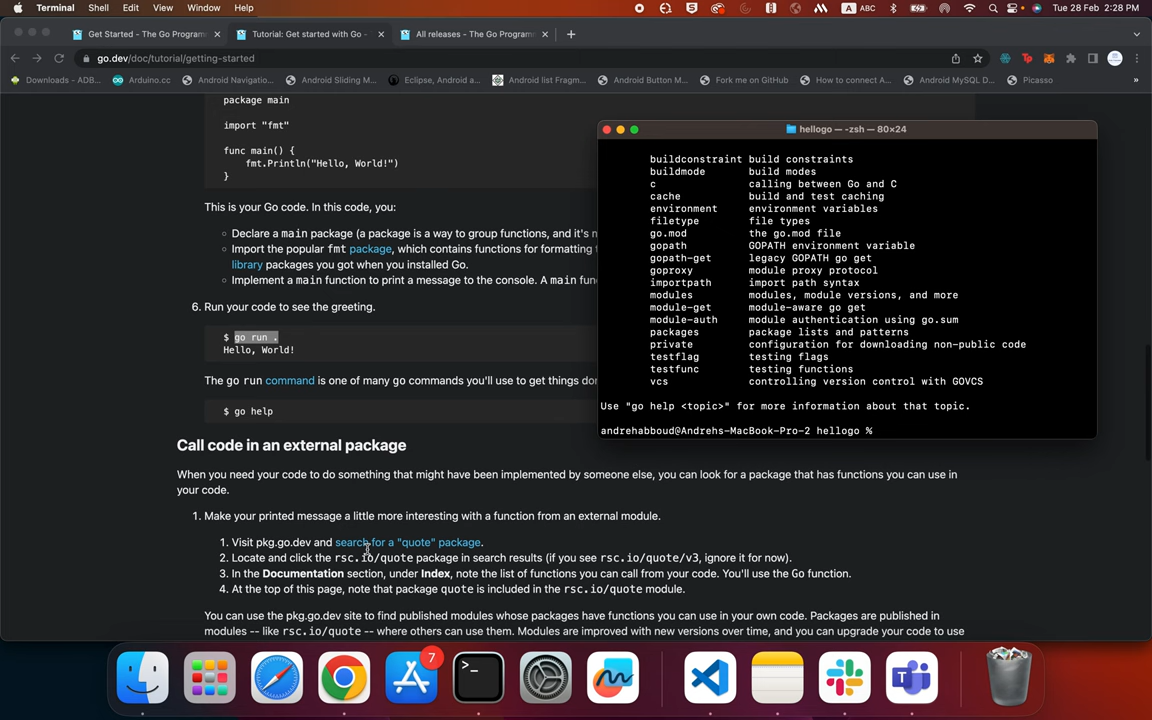 Terminal Shell Edit View Window Help A ABC Tue 28 Feb 2:28 PM
Get Started - The Go Program Tutorial: Get started with Go - All releases - The Go Program
go.dev/doc/tutorial/getting-started
Downloads - ADB... Arduino.cc Android Navigatio... Android Sliding M... Eclipse, Android a... Android list Fragm... Android Button M... Fork me on GitHub How to connect A... Android MySQL D... Picasso »
package main
import "fmt"
func main() {
fmt.Println("Hello, World!")
}
This is your Go code. In this code, you:
Declare a main package (a package is a way to group functions, and it's
Import the popular fmt package, which contains functions for formatting
library packages you got when you installed Go.
Implement a main function to print a message to the console. A main
6. Run your code to see the greeting.
$ go run .
Hello, World!
The go run command is one of many go commands you'll use to get things
$ go help
Call code in an external package
When you need your code to do something that might have been implemented by someone else, you can look for a package that has functions you can use in
your code.
1. Make your printed message a little more interesting with a function from an external module.
1. Visit pkg.go.dev and search for a "quote" package.
2. Locate and click the rsc.io/quote package in search results (if you see rsc.io/quote/v3, ignore it for now).
3. In the Documentation section, under Index, note the list of functions you can call from your code. You'll use the Go function.
4. At the top of this page, note that package quote is included in the rsc.io/quote module.
You can use the pkg.go.dev site to find published modules whose packages have functions you can use in your own code. Packages are published in
modules -- like rsc.io/quote -- where others can use them. Modules are improved with new versions over time, and you can upgrade your code to use
hellogo — -zsh — 80×24
buildconstraint build constraints
buildmode build modes
c calling between Go and C
cache build and test caching
environment environment variables
filetype file types
go.mod the go.mod file
gopath GOPATH environment variable
gopath-get legacy GOPATH go get
goproxy module proxy protocol
importpath import path syntax
modules modules, module versions, and more
module-get module-aware go get
module-auth module authentication using go.sum
packages package lists and patterns
private configuration for downloading non-public code
testflag testing flags
testfunc testing functions
vcs controlling version control with GOVCS
Use "go help <topic>" for more information about that topic.
andrehabboud@Andrehs-MacBook-Pro-2 hellogo %
7
>_